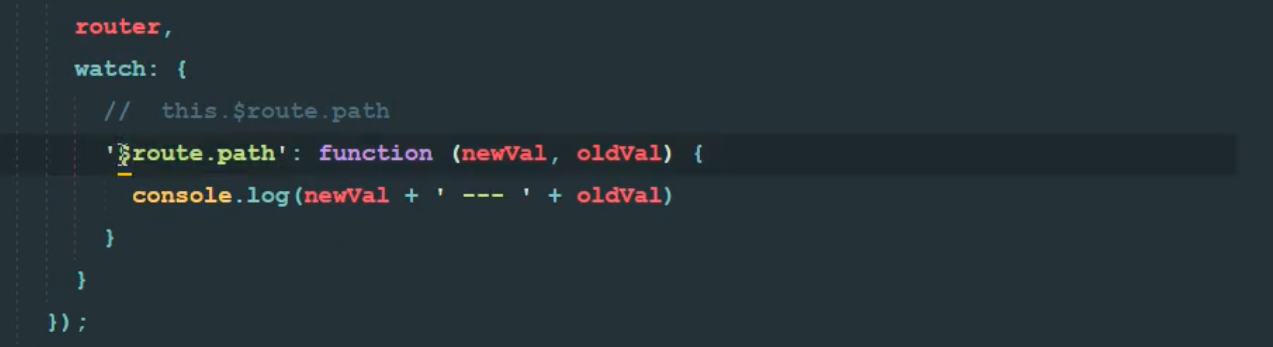 router,
watch: {
//  this.$route.path
'$route.path': function (newVal, oldVal) {
console.log(newVal + ' --- ' + oldVal)
}
}
});